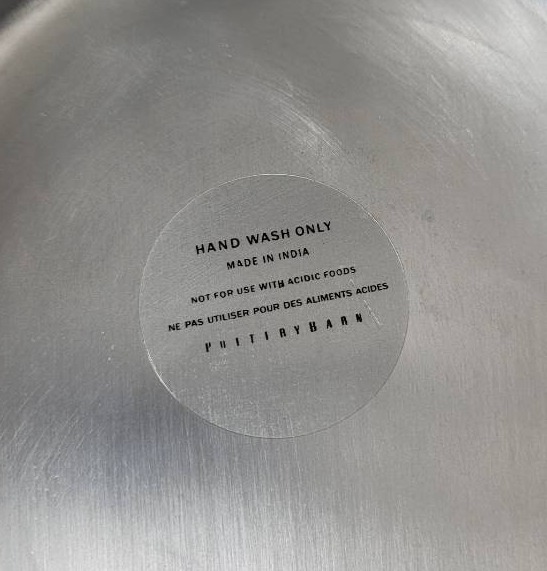 HAND WASH ONLY
MADE IN INDIA
NOT FOR USE WITH ACIDIC FOODS
NE PAS UTILISER POUR DES ALIMENTS ACIDES
POTTERYBARN